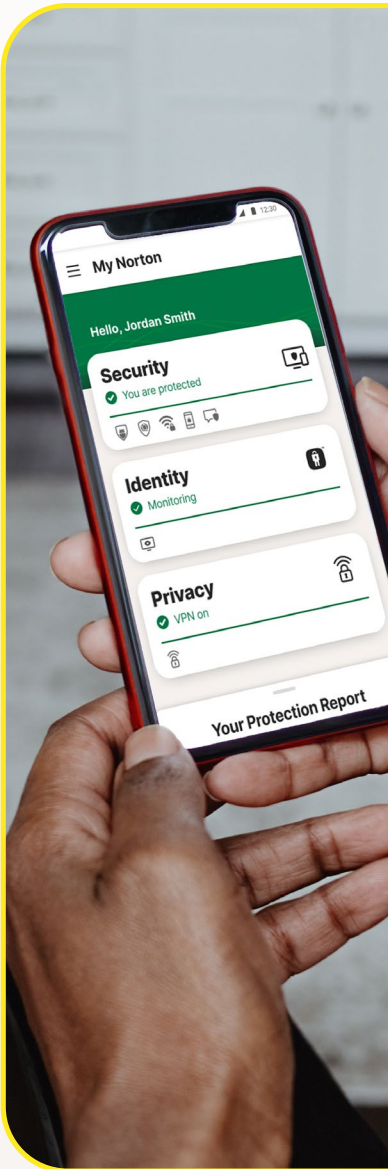 12:30
My Norton
Hello, Jordan Smith
Security
You are protected
Identity
Monitoring
Privacy
VPN on
Your Protection Report